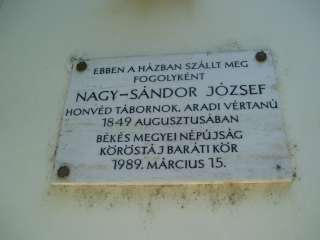 EBBEN A HÁZBAN SZÁLLT MEG
FOGOLYKÉNT
NAGY-SÁNDOR JÓZSEF
HONVÉD TÁBORNOK, ARADI VÉRTANÚ
1849 AUGUSZTUSÁBAN
BÉKÉS MEGYEI NÉPÚJSÁG
KÖRÖSTÁJ BARÁTI KÖR
1989. MÁRCIUS 15.